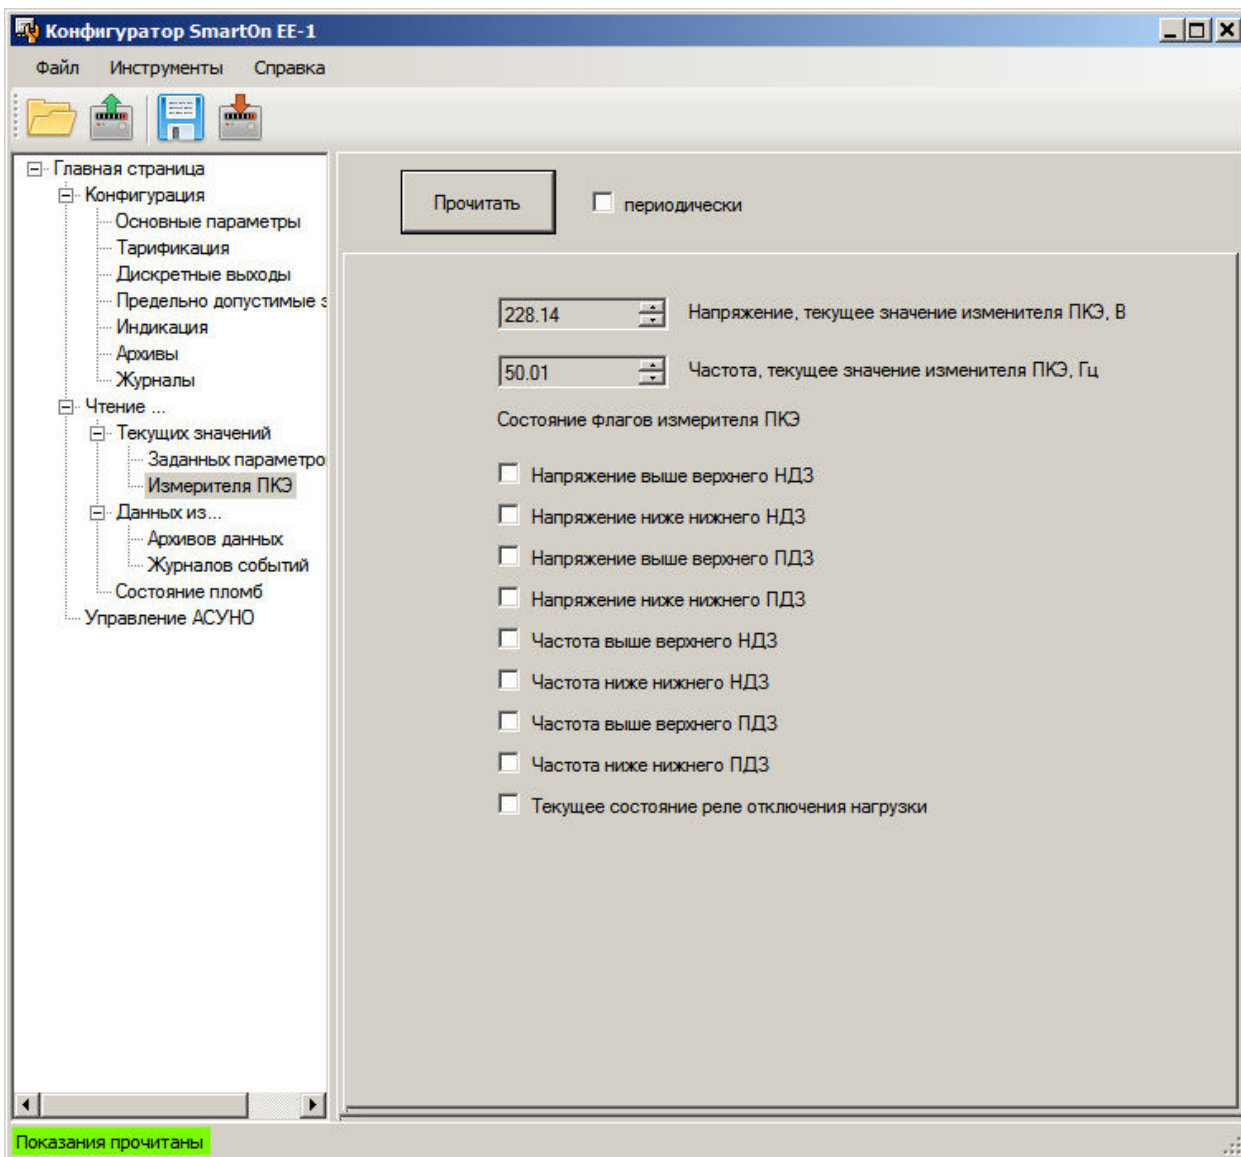 Конфигуратор SmartOn EE-1
Файл Инструменты Справка
Главная страница
Конфигурация
Основные параметры
Тарификация
Дискретные выходы
Предельно допустимые з
Индикация
Архивы
Журналы
Чтение ...
Текущих значений
Заданных параметро
Измерителя ПКЭ
Данных из...
Архивов данных
Журналов событий
Состояние пломб
Управление АСУНО
Прочитать
периодически
228.14 Напряжение, текущее значение изменителя ПКЭ, В
50.01 Частота, текущее значение изменителя ПКЭ, Гц
Состояние флагов измерителя ПКЭ
Напряжение выше верхнего НДЗ
Напряжение ниже нижнего НДЗ
Напряжение выше верхнего ПДЗ
Напряжение ниже нижнего ПДЗ
Частота выше верхнего НДЗ
Частота ниже нижнего НДЗ
Частота выше верхнего ПДЗ
Частота ниже нижнего ПДЗ
Текущее состояние реле отключения нагрузки
Показания прочитаны